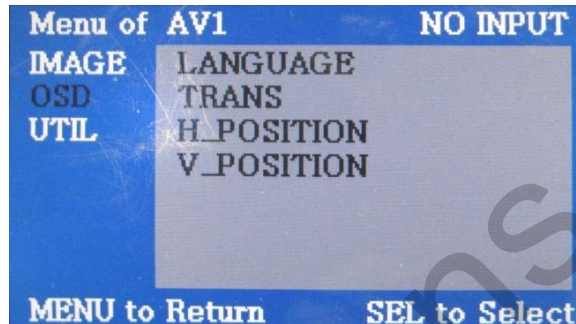 Menu of AV1 NO INPUT
IMAGE LANGUAGE
OSD TRANS
UTIL H_POSITION
V_POSITION
MENU to Return SEL to Select